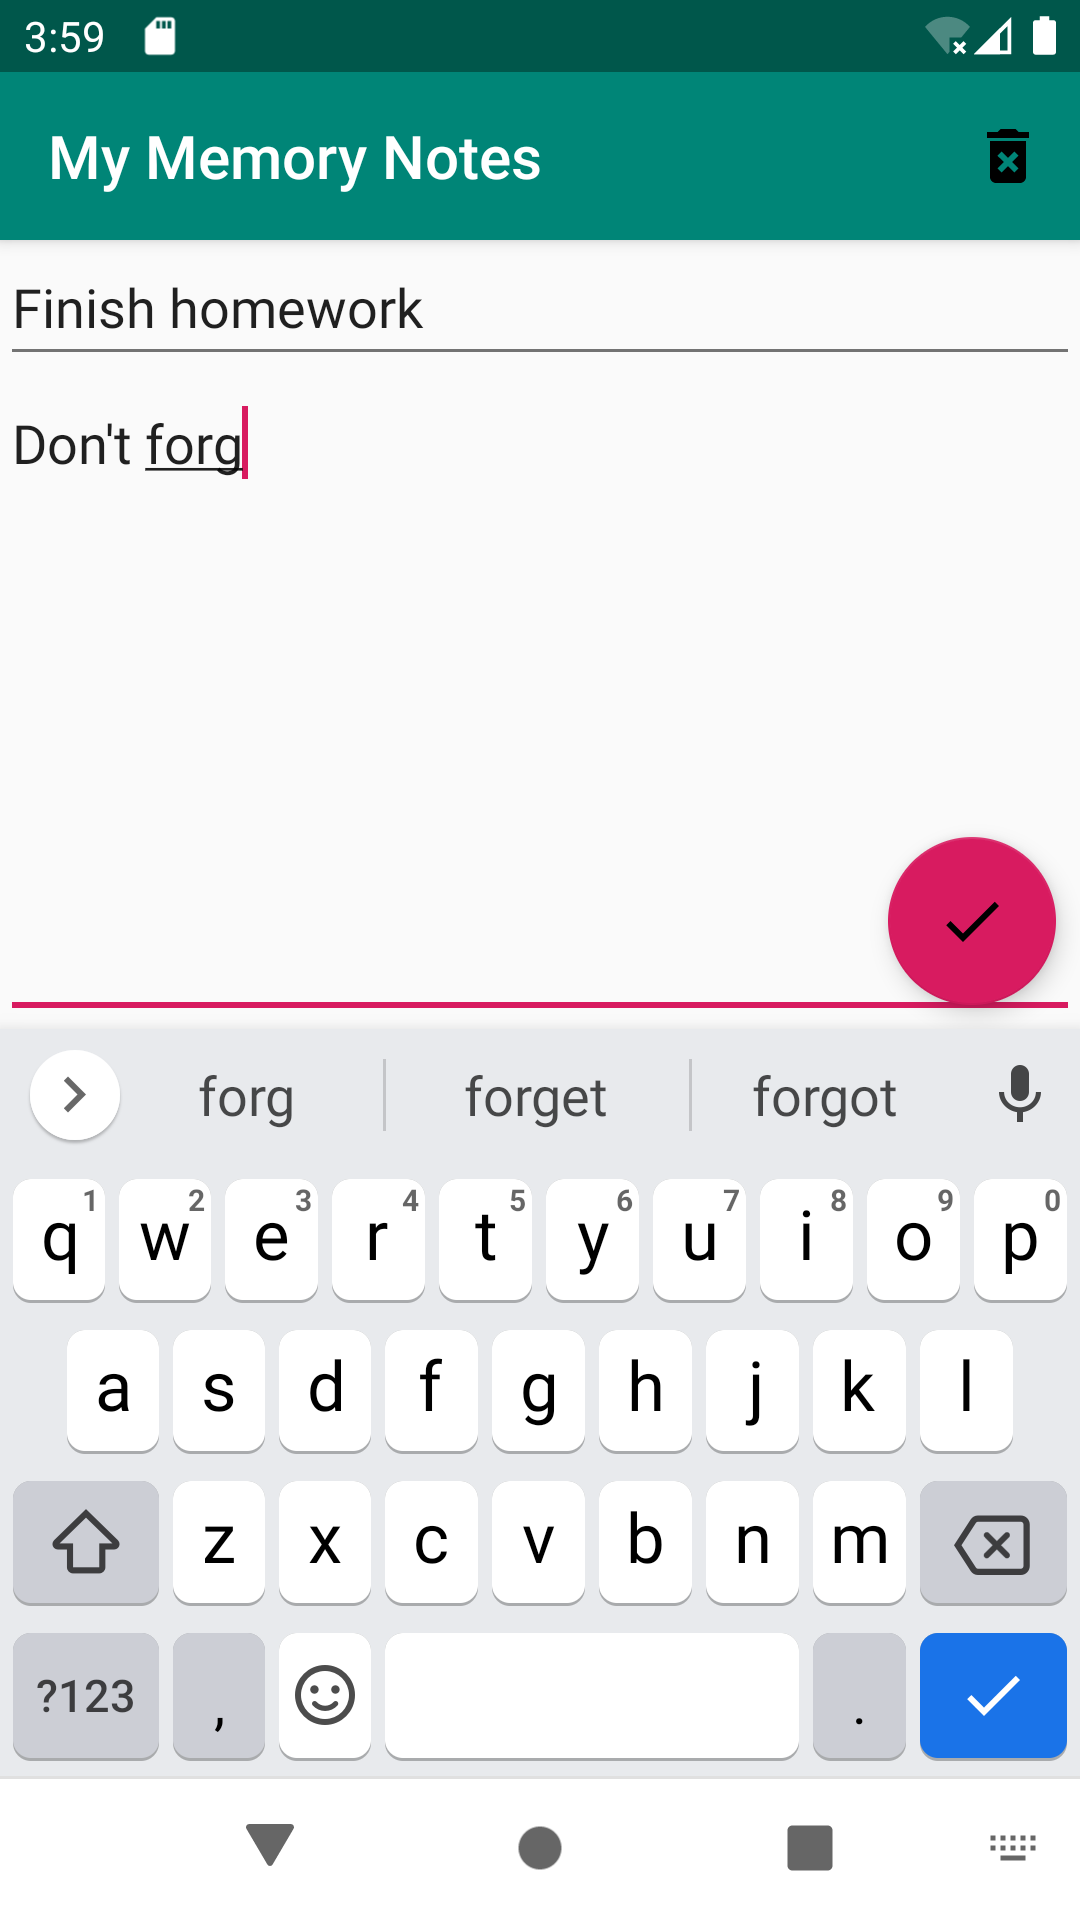 3:59
My Memory Notes
Finish homework
Don't forg
forg forget forgot
q 1 w 2 e 3 r 4 t 5 y 6 u 7 i 8 o 9 p 0
a s d f g h j k l
z x c v b n m
?123 , .